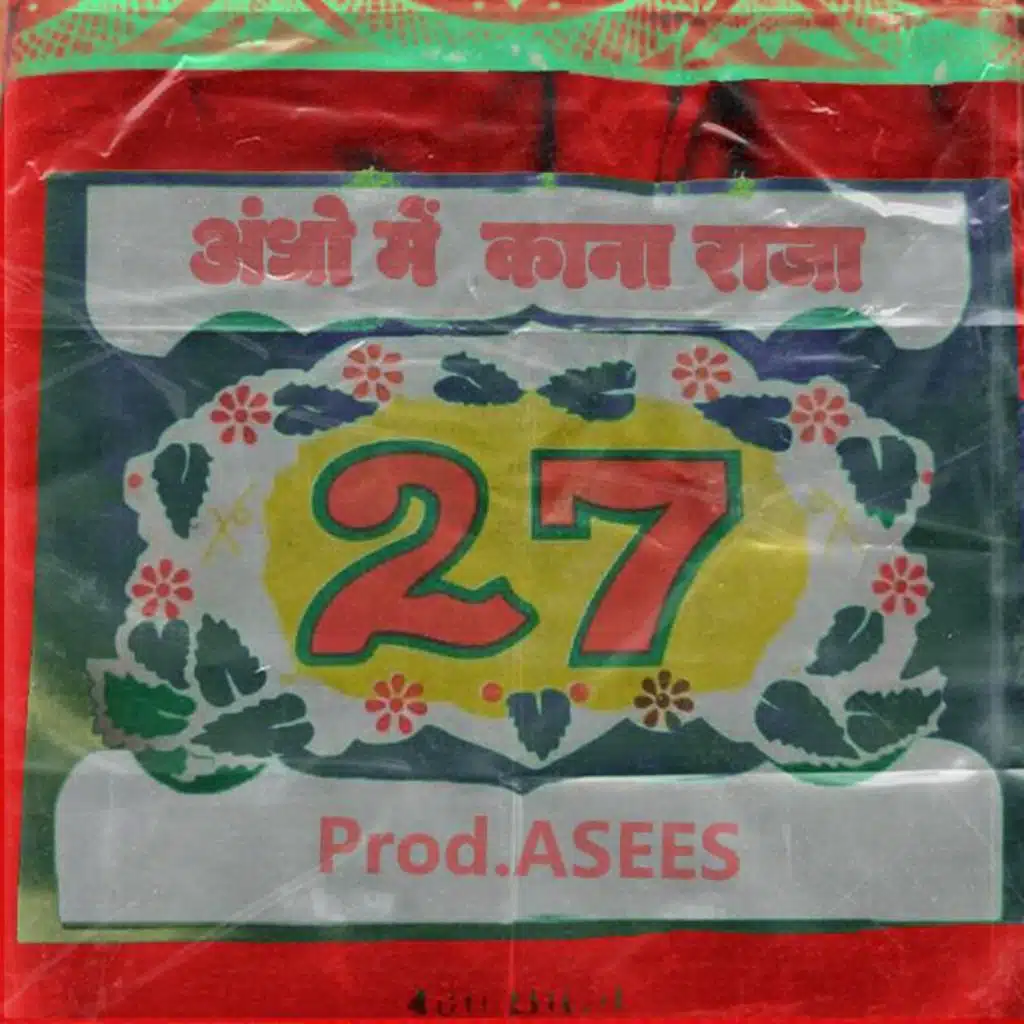 अंधो में काना राजा
27
Prod.ASEES